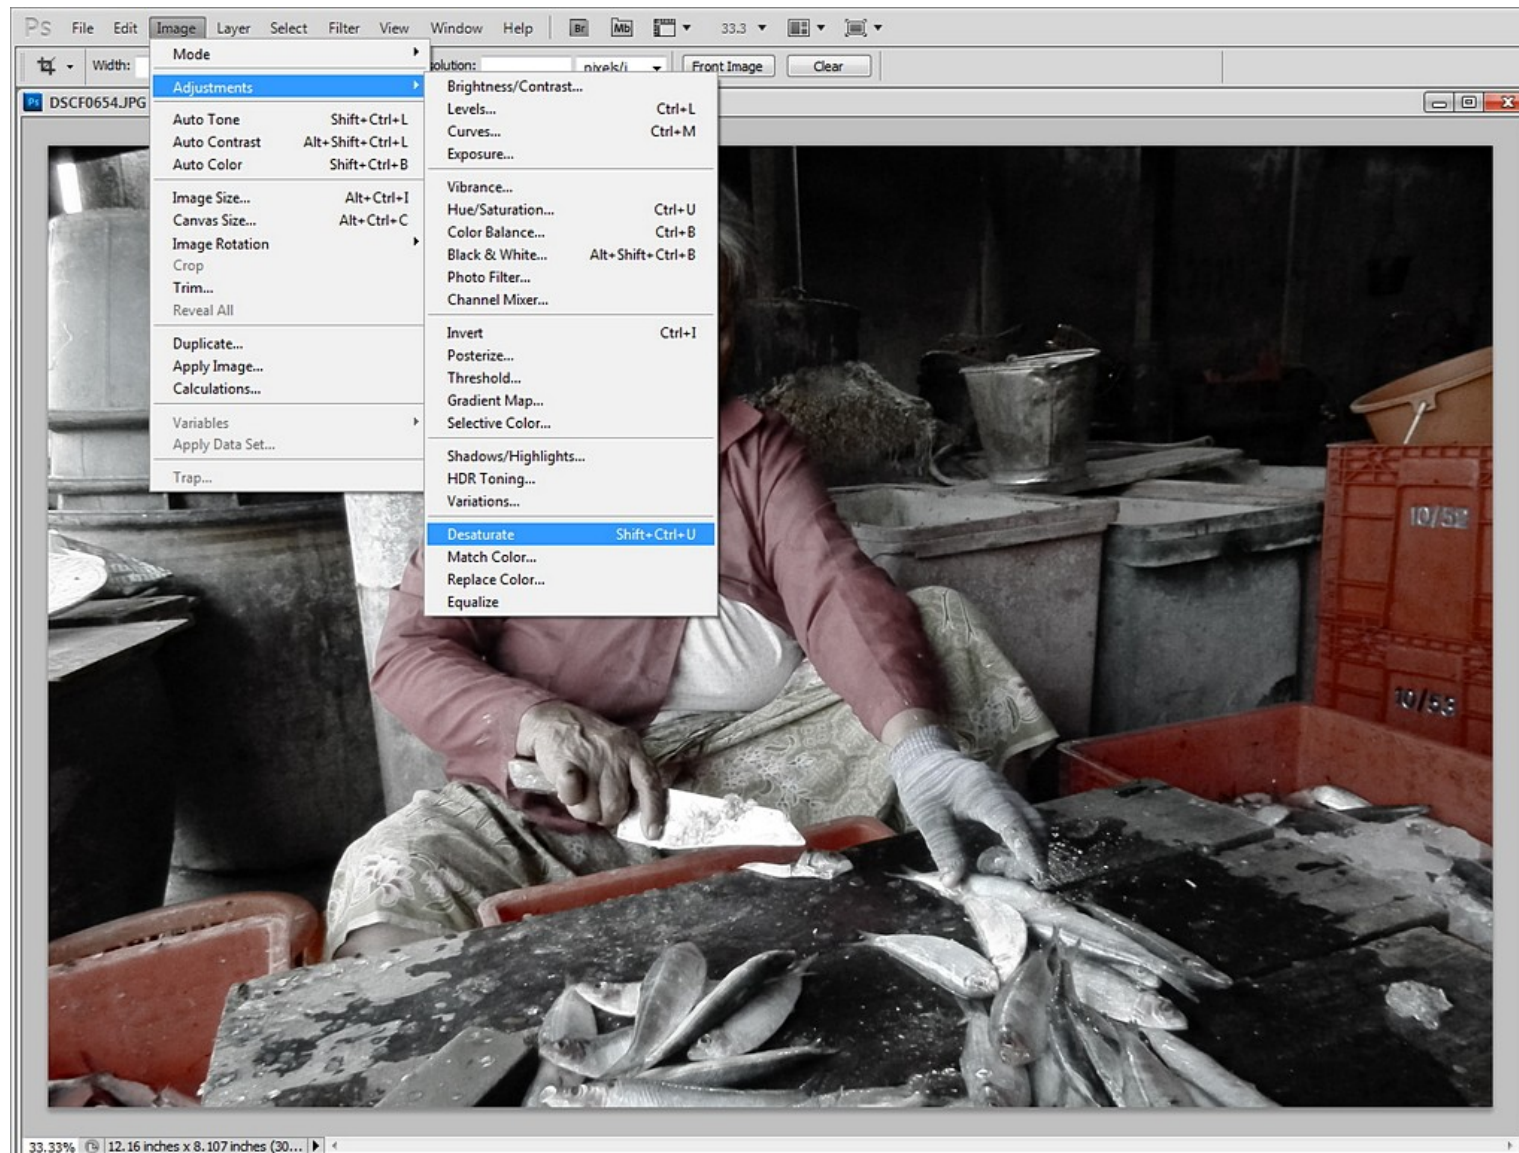 PS File Edit Image Layer Select Filter View Window Help Br Mb 33.3
Width: pixels/i Front Image Clear
Ps DSCF0654.JPG
Mode
Adjustments
Auto Tone Shift+Ctrl+L
Auto Contrast Alt+Shift+Ctrl+L
Auto Color Shift+Ctrl+B
Image Size... Alt+Ctrl+I
Canvas Size... Alt+Ctrl+C
Image Rotation
Crop
Trim...
Reveal All
Duplicate...
Apply Image...
Calculations...
Variables
Apply Data Set...
Trap...
Brightness/Contrast...
Levels... Ctrl+L
Curves... Ctrl+M
Exposure...
Vibrance...
Hue/Saturation... Ctrl+U
Color Balance... Ctrl+B
Black & White... Alt+Shift+Ctrl+B
Photo Filter...
Channel Mixer...
Invert Ctrl+I
Posterize...
Threshold...
Gradient Map...
Selective Color...
Shadows/Highlights...
HDR Toning...
Variations...
Desaturate Shift+Ctrl+U
Match Color...
Replace Color...
Equalize
10/52
10/53
33.33% 12.16 inches x 8.107 inches (30...